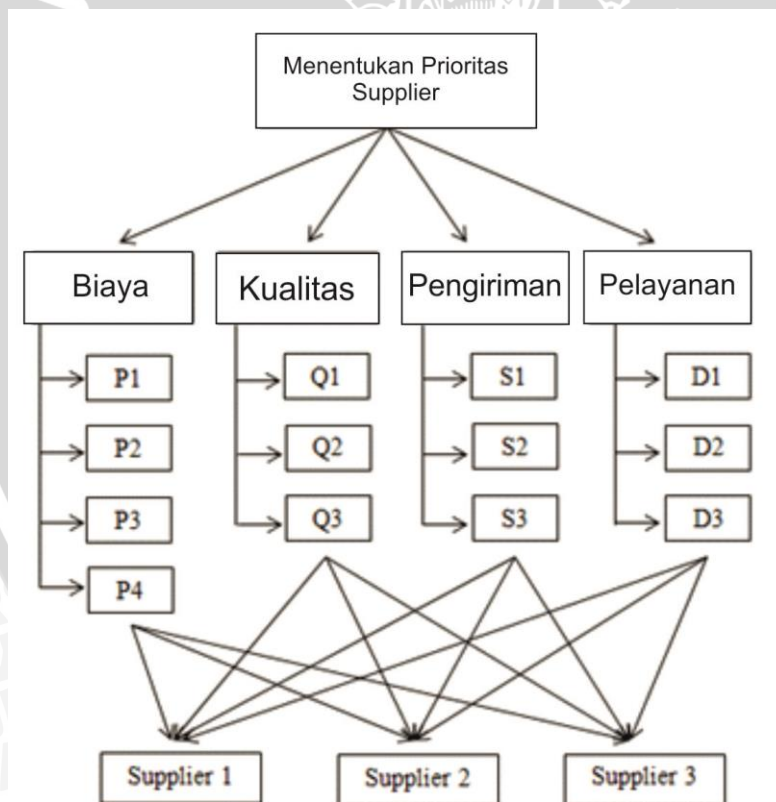 Menentukan Prioritas
Supplier
Biaya
Kualitas
Pengiriman
Pelayanan
P1
Q1
S1
D1
P2
Q2
S2
D2
P3
Q3
S3
D3
P4
Supplier 1
Supplier 2
Supplier 3